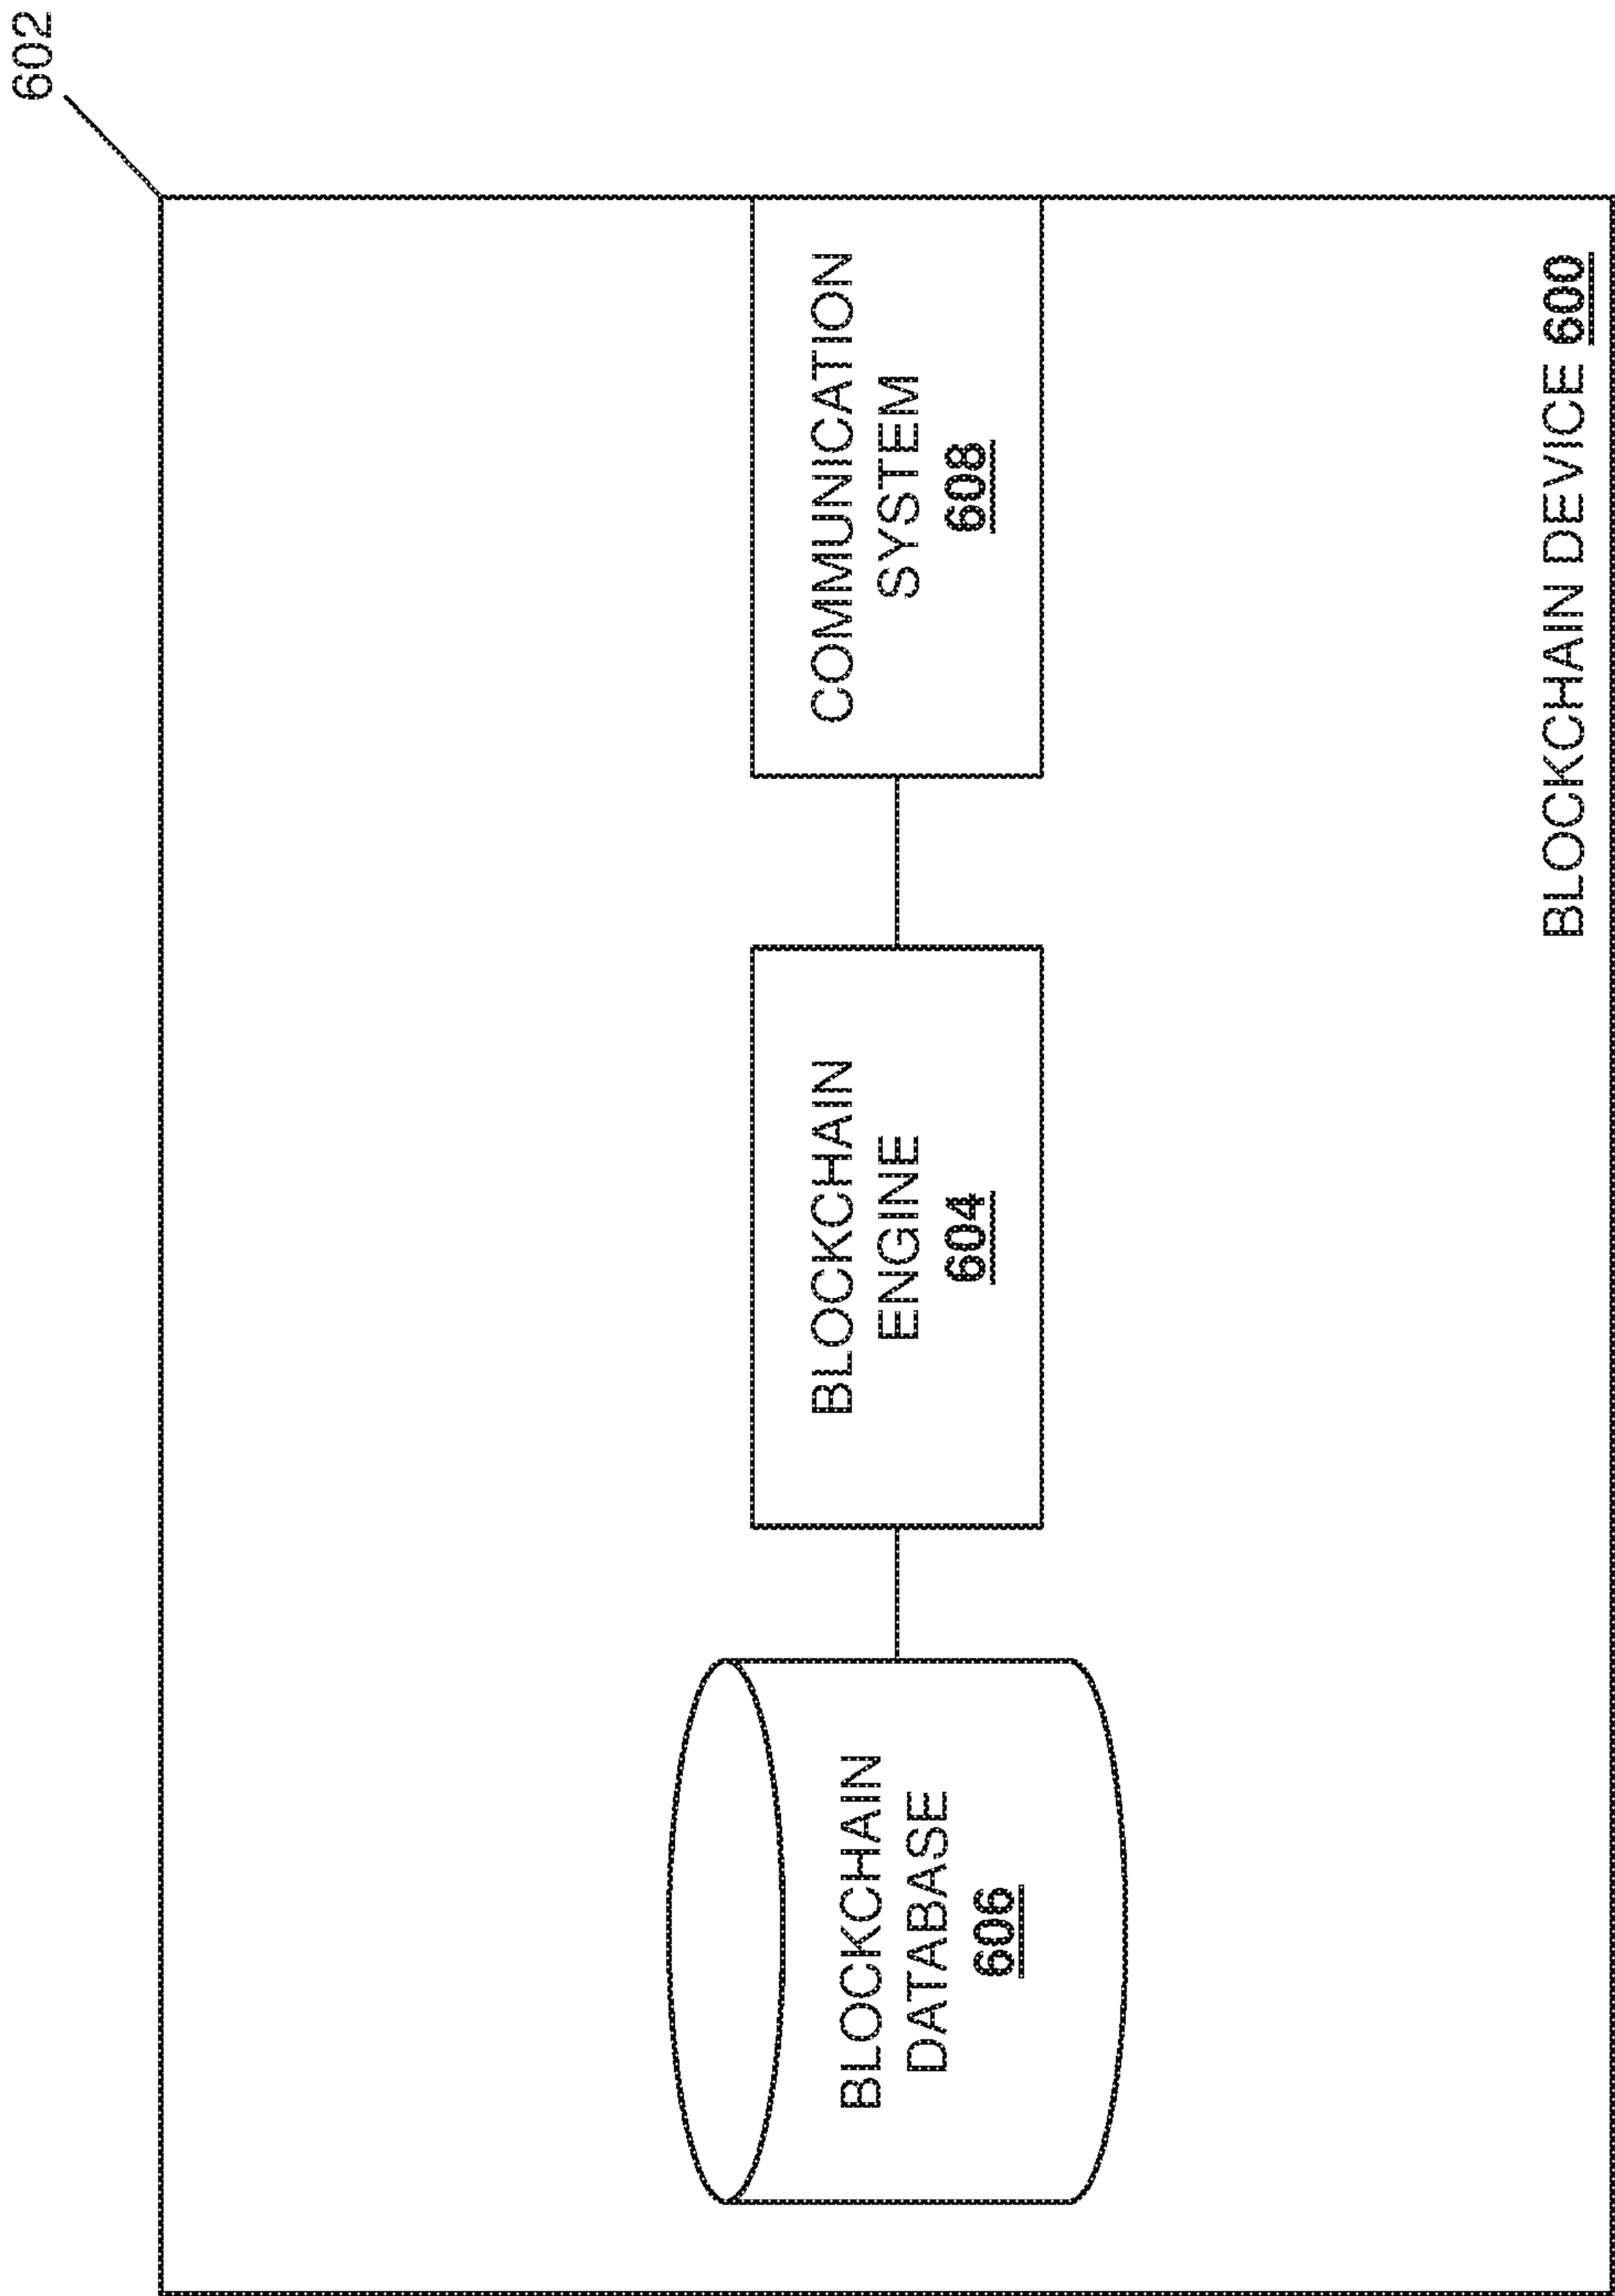 602
BLOCKCHAIN
DATABASE
606
BLOCKCHAIN
ENGINE
604
COMMUNICATION
SYSTEM
608
BLOCKCHAIN DEVICE 600